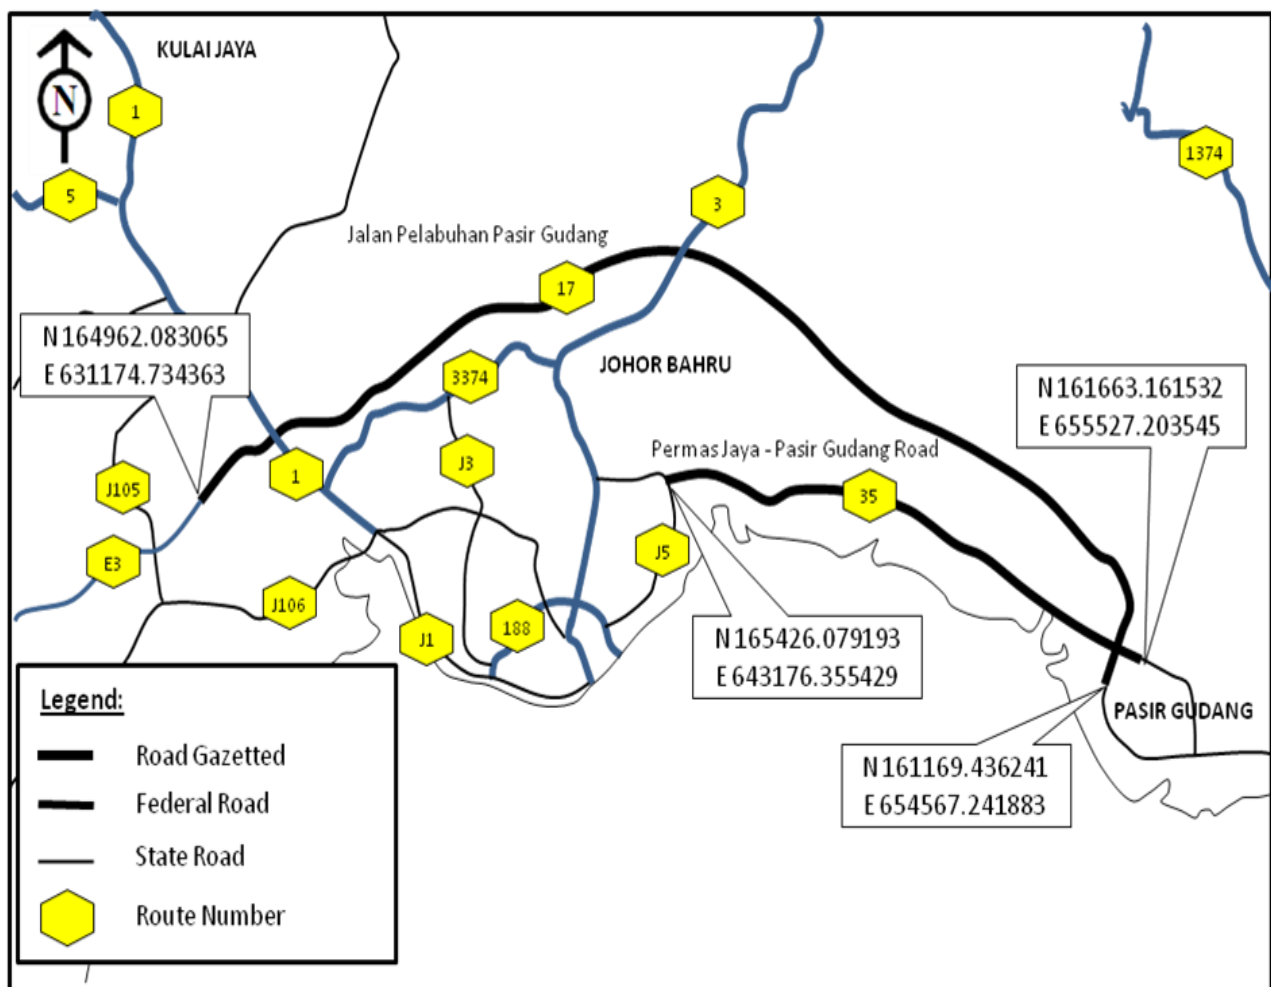 KULAI JAYA
N
1
5
1374
3
Jalan Pelabuhan Pasir Gudang
17
N 164962.083065
E 631174.734363
3374
JOHOR BAHRU
N 161663.161532
E 655527.203545
Permas Jaya - Pasir Gudang Road
J3
1
J105
35
E3
J5
J106
J1
188
N 165426.079193
E 643176.355429
PASIR GUDANG
N 161169.436241
E 654567.241883
Legend:
Road Gazetted
Federal Road
State Road
Route Number